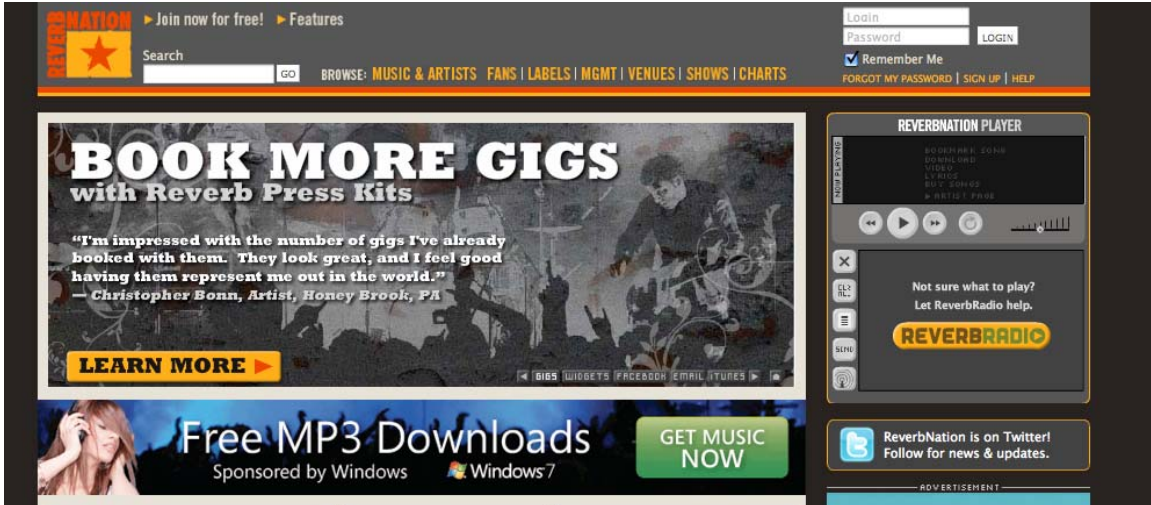 REVERBNATION
Join now for free! Features
Search
GO
BROWSE: MUSIC & ARTISTS FANS | LABELS | MGMT | VENUES | SHOWS | CHARTS
Login
Password
LOGIN
Remember Me
FORGOT MY PASSWORD | SIGN UP | HELP
BOOK MORE GIGS
with Reverb Press Kits
“I'm impressed with the number of gigs I've already
booked with them. They look great, and I feel good
having them represent me out in the world.”
— Christopher Bonn, Artist, Honey Brook, PA
LEARN MORE
GIGS WIDGETS FACEBOOK EMAIL iTUNES
Free MP3 Downloads
Sponsored by Windows Windows 7
GET MUSIC
NOW
REVERBNATION PLAYER
NOW PLAYING
BOOKMARK SONG
DOWNLOAD
VIDEO
LYRICS
BUY SONGS
ARTIST PAGE
SEND
Not sure what to play?
Let ReverbRadio help.
REVERBRADIO
ReverbNation is on Twitter!
Follow for news & updates.
ADVERTISEMENT